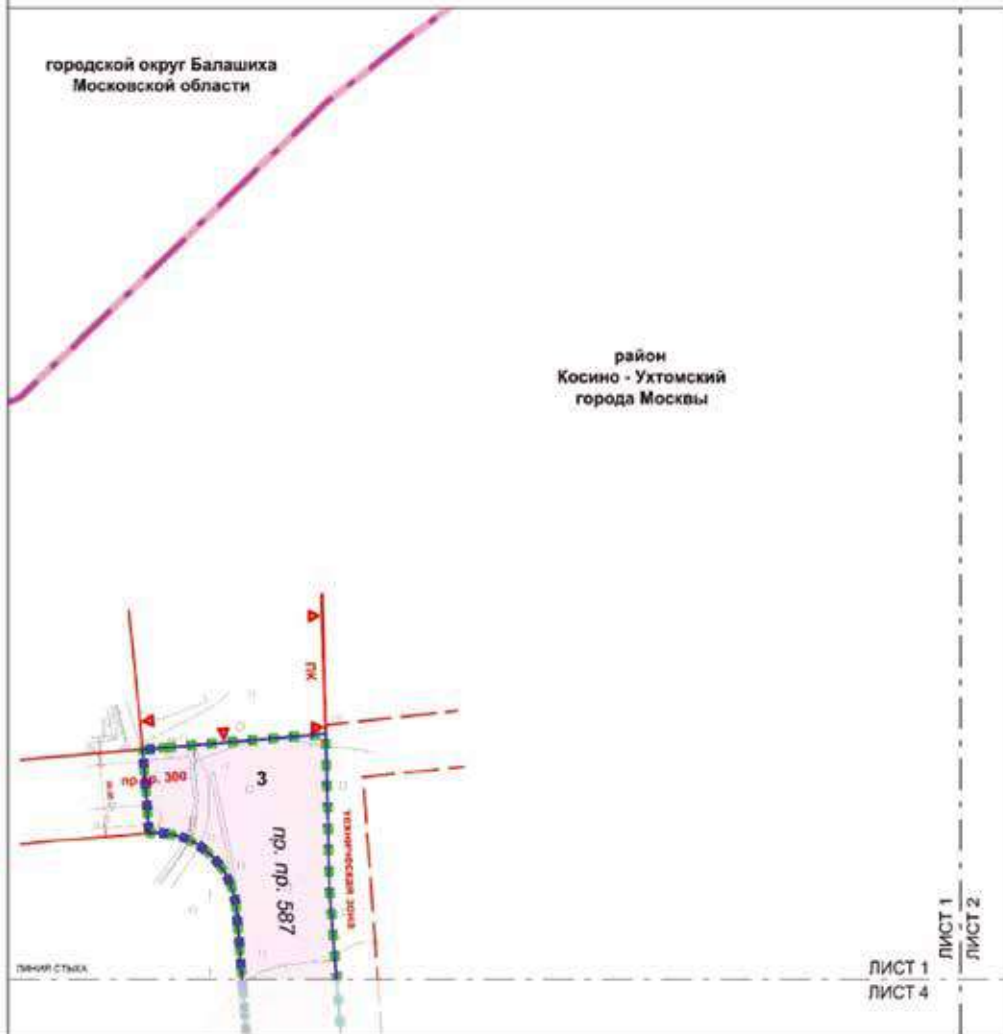 городской округ Балашиха
Московской области
район
Косино - Ухтомский
города Москвы
ПК
пр. пр. 300
3
пр. пр. 587
техническая зона
ЛИНИЯ СТЫКА
ЛИСТ 1
ЛИСТ 2
ЛИСТ 1
ЛИСТ 4